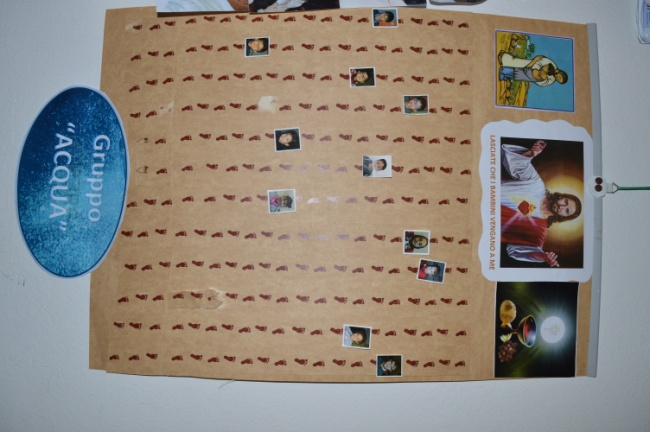 LASCIATE CHE I BAMBINI VENGANO A ME
Gruppo
"ACQUA"